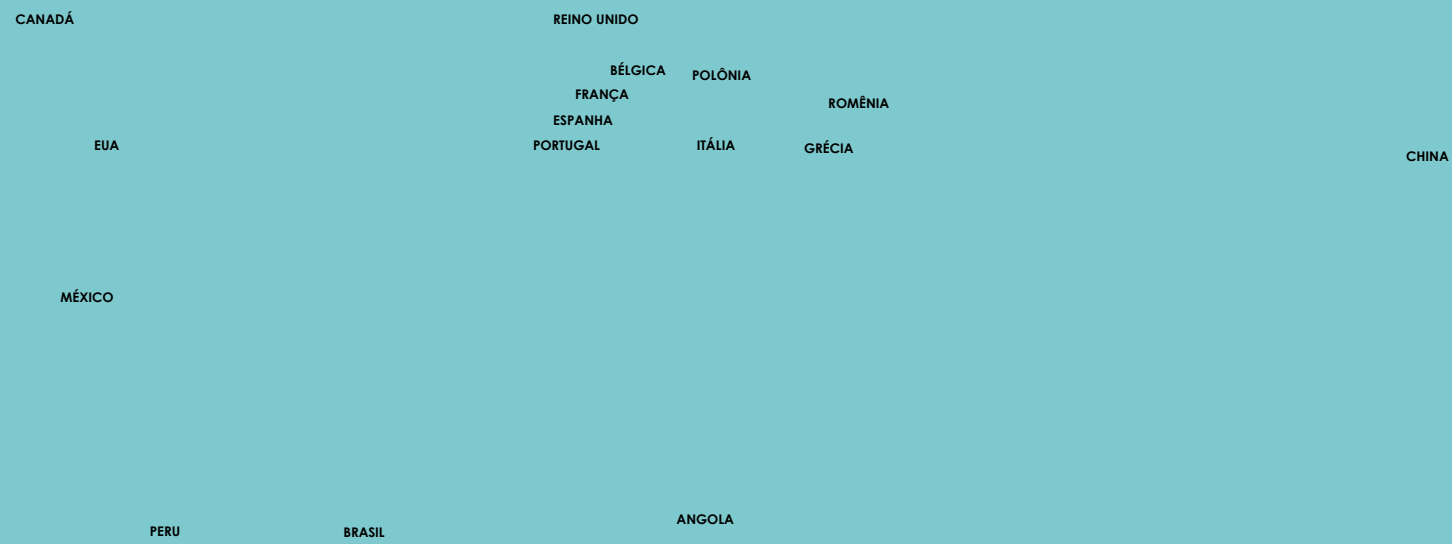 CANADÁ
REINO UNIDO
BÉLGICA
POLÔNIA
FRANÇA
ROMÊNIA
ESPANHA
EUA
PORTUGAL
ITÁLIA
GRÉCIA
CHINA
MÉXICO
ANGOLA
PERU
BRASIL